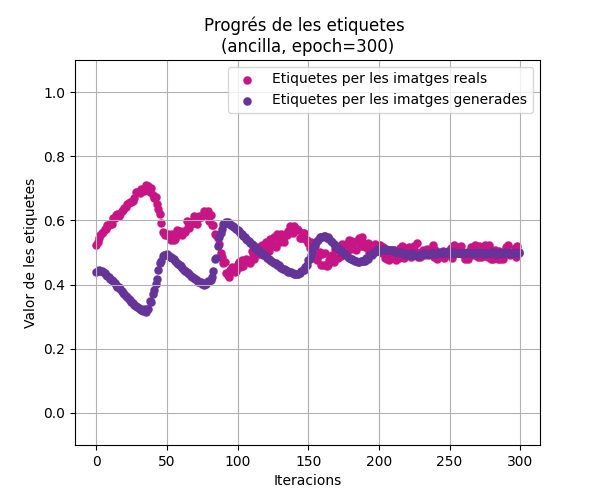 Progrés de les etiquetes
(ancilla, epoch=300)
Etiquetes per les imatges reals
Etiquetes per les imatges generades
Valor de les etiquetes
1.0
0.8
0.6
0.4
0.2
0.0
0 50 100 150 200 250 300
Iteracions